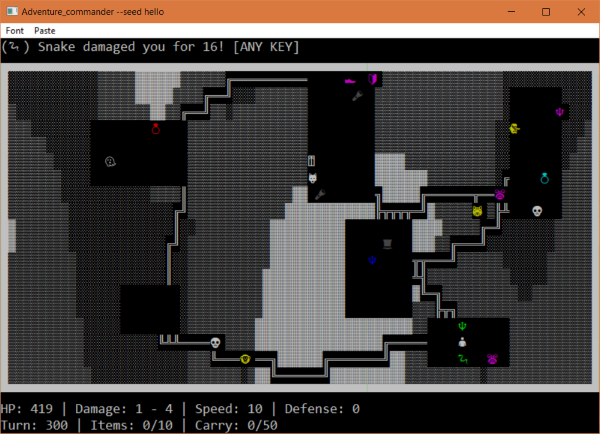 Adventure_commander --seed hello
Font Paste
() Snake damaged you for 16! [ANY KEY]
HP: 419 | Damage: 1 - 4 | Speed: 10 | Defense: 0
Turn: 300 | Items: 0/10 | Carry: 0/50